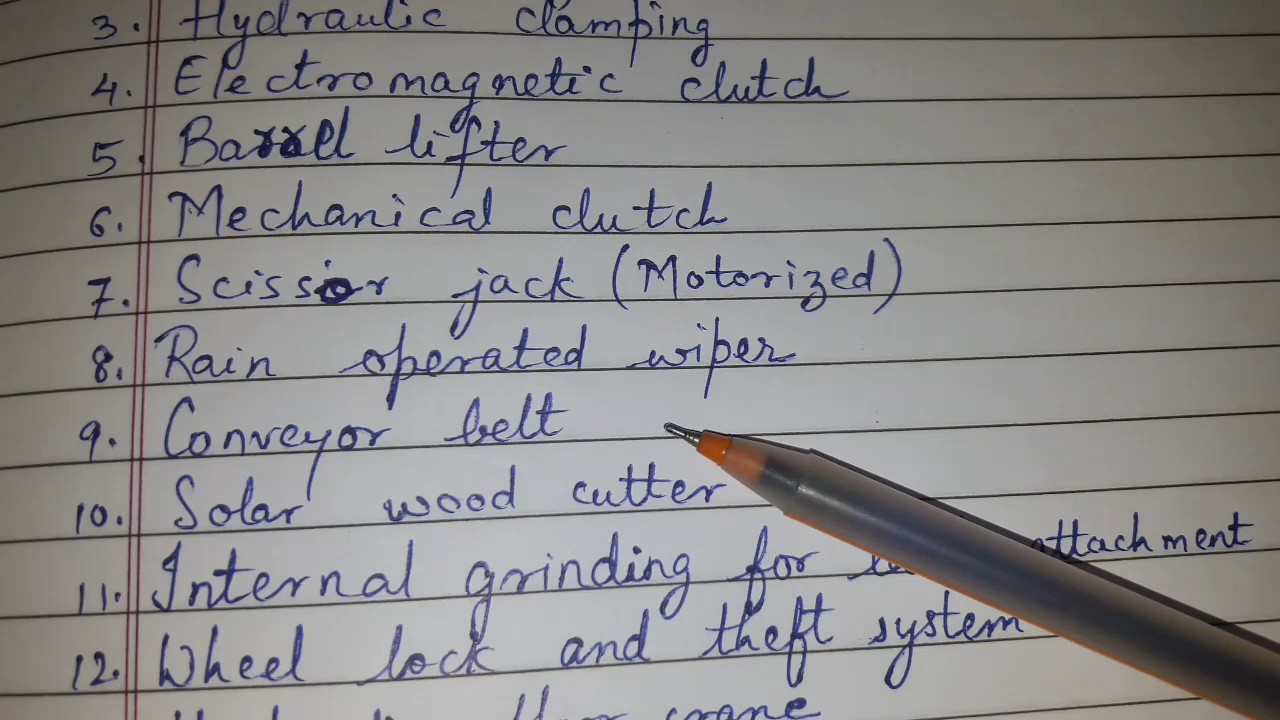 3. Hydraulic clamping
4. Electromagnetic clutch
5. Barrel lifter
6. Mechanical clutch
7. Scissor jack (Motorized)
8. Rain operated wiper
9. Conveyor belt
10. Solar wood cutter
11. Internal grinding for attachment
12. Wheel lock and theft system
crane